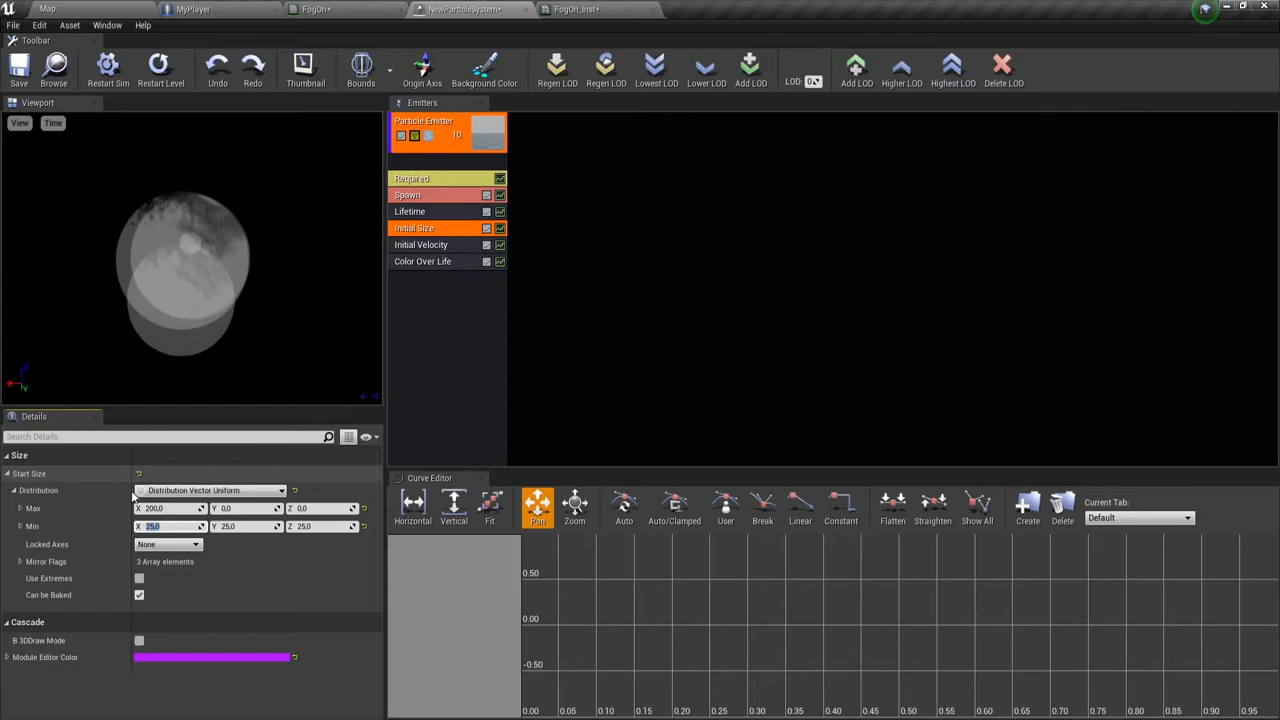 Map
MyPlayer
FogOn*
NewParticleSystem*
FogOn_Inst*
File Edit Asset Window Help
Toolbar
Save Browse Restart Sim Restart Level Undo Redo Thumbnail Bounds Origin Axis Background Color Regen LOD Regen LOD Lowest LOD Lower LOD Add LOD LOD: 0 Add LOD Higher LOD Highest LOD Delete LOD
Viewport
Emitters
View Time
Particle Emitter
10
Required
Spawn
Lifetime
Initial Size
Initial Velocity
Color Over Life
X
Y
Z
4/ 10
Details
Search Details
Size
Start Size
Distribution Distribution Vector Uniform
Max X 200,0 Y 0,0 Z 0,0
Min X 25,0 Y 25,0 Z 25,0
Locked Axes None
Mirror Flags 3 Array elements
Use Extremes
Can be Baked
Cascade
B 3DDraw Mode
Module Editor Color
Curve Editor
Horizontal Vertical Fit Pan Zoom Auto Auto/Clamped User Break Linear Constant Flatten Straighten Show All Create Delete
Current Tab:
Default
0.50
0.00
-0.50
0.00 0.05 0.10 0.15 0.20 0.25 0.30 0.35 0.40 0.45 0.50 0.55 0.60 0.65 0.70 0.75 0.80 0.85 0.90 0.95